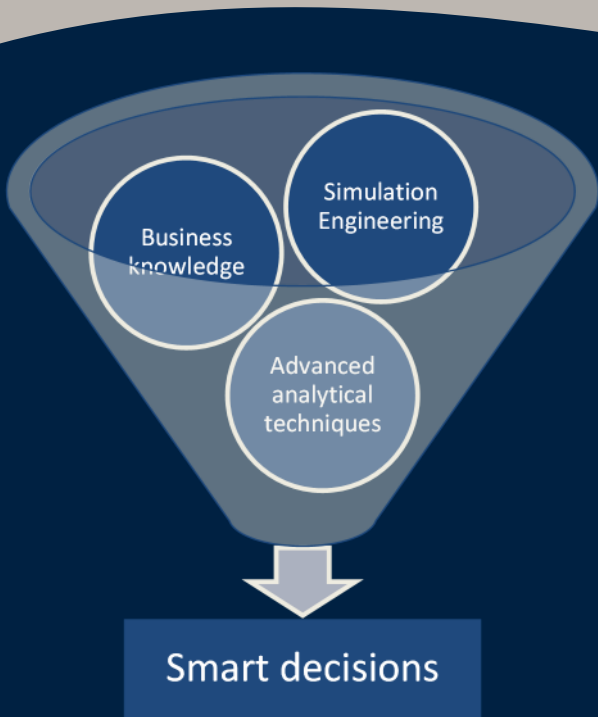 Simulation
Engineering
Business
knowledge
Advanced
analytical
techniques
Smart decisions